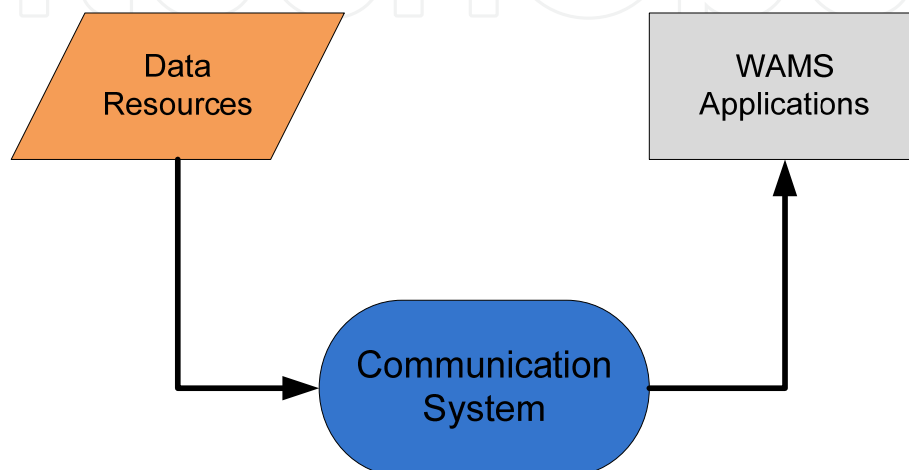 Data
Resources
WAMS
Applications
Communication
System